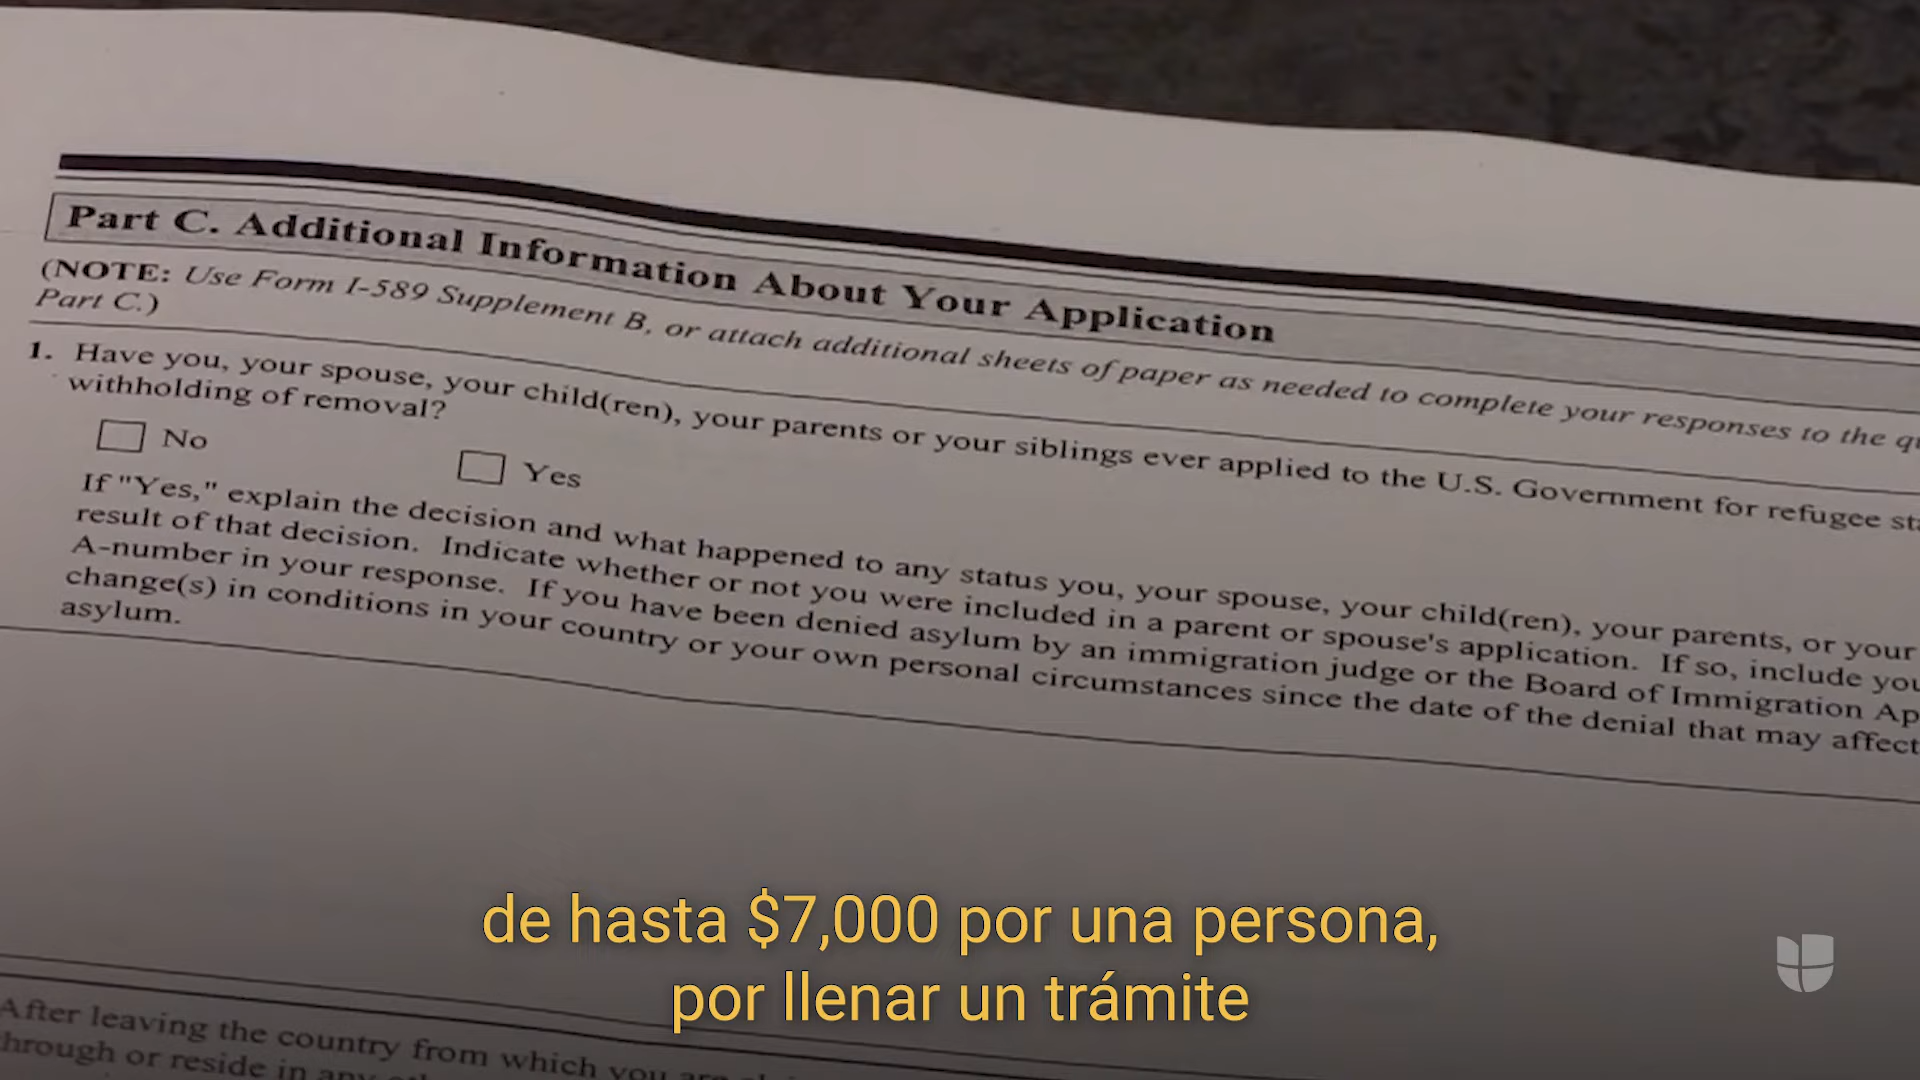 Part C. Additional Information About Your Application
(NOTE: Use Form I-589 Supplement B, or attach additional sheets of paper as needed to complete your responses to the
Part C.)
1. Have you, your spouse, your child(ren), your parents or your siblings ever applied to the U.S. Government for refugee
withholding of removal?
No
Yes
If "Yes," explain the decision and what happened to any status you, your spouse, your child(ren), your parents, or your
result of that decision. Indicate whether or not you were included in a parent or spouse's application. If so, include
A-number in your response. If you have been denied asylum by an immigration judge or the Board of Immigration
change(s) in conditions in your country or your own personal circumstances since the date of the denial that may affect
asylum.
de hasta $7,000 por una persona,
por llenar un trámite
After leaving the country from which you
through or reside in